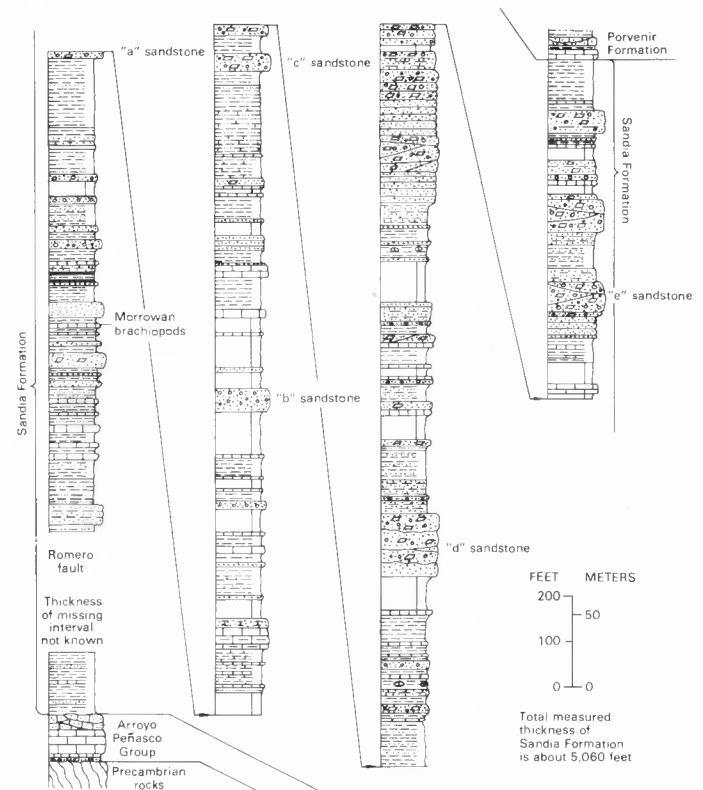 "a" sandstone
Morrowan
brachiopods
Sandia Formation
Romero
fault
Thickness
of missing
interval
not known
Arroyo
Peñasco
Group
Precambrian
rocks
"c" sandstone
"b" sandstone
"d" sandstone
Porvenir
Formation
Sandia Formation
"e" sandstone
FEET METERS
200
50
100
0 0
Total measured
thickness of
Sandia Formation
is about 5,060 feet